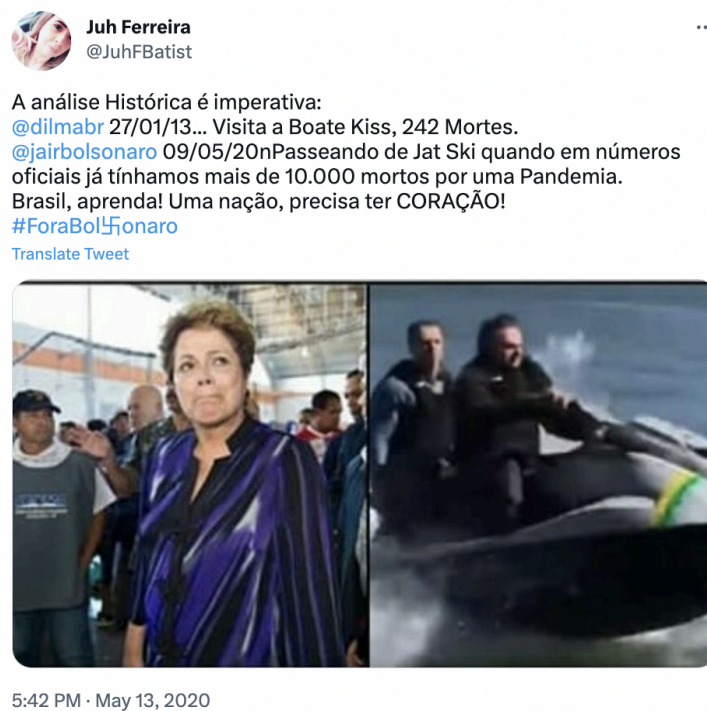 Juh Ferreira
@JuhFBatist
A análise Histórica é imperativa:
@dilmabr 27/01/13... Visita a Boate Kiss, 242 Mortes.
@jairbolsonaro 09/05/20nPasseando de Jat Ski quando em números
oficiais já tínhamos mais de 10.000 mortos por uma Pandemia.
Brasil, aprenda! Uma nação, precisa ter CORAÇÃO!
#ForaBol卐onaro
Translate Tweet
5:42 PM · May 13, 2020